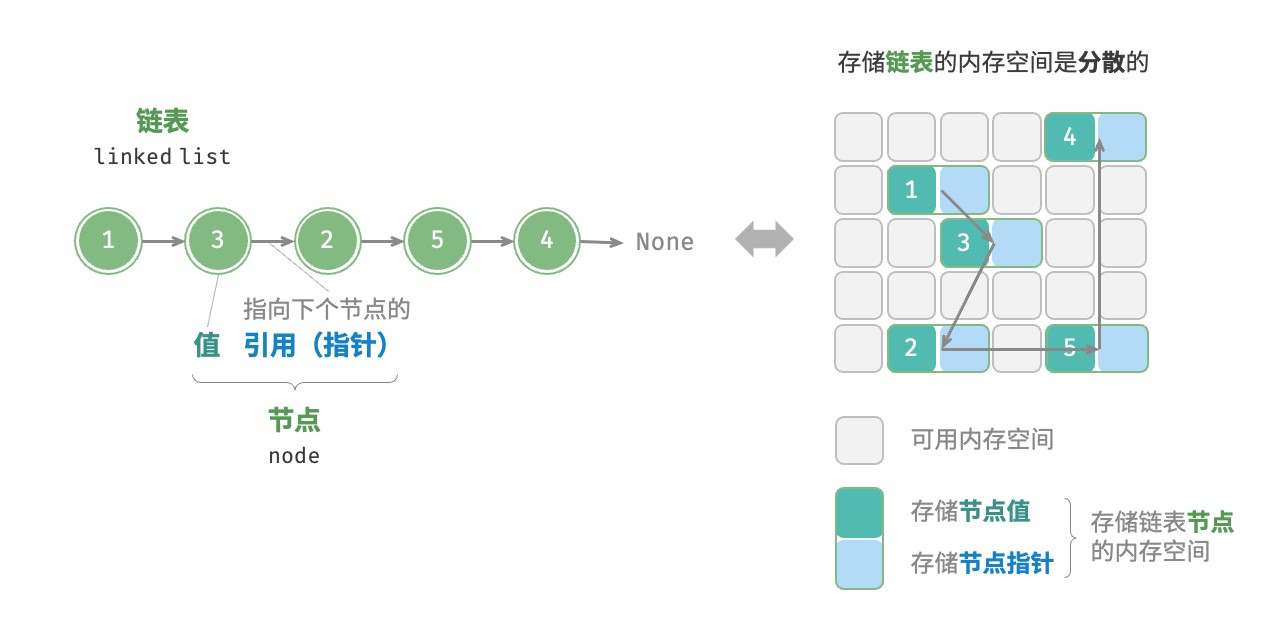 存储链表的内存空间是分散的
链表
linked list
1 3 2 5 4 None
指向下个节点的
值 引用（指针）
节点
node
4
1
3
2 5
可用内存空间
存储节点值
存储节点指针
存储链表节点
的内存空间